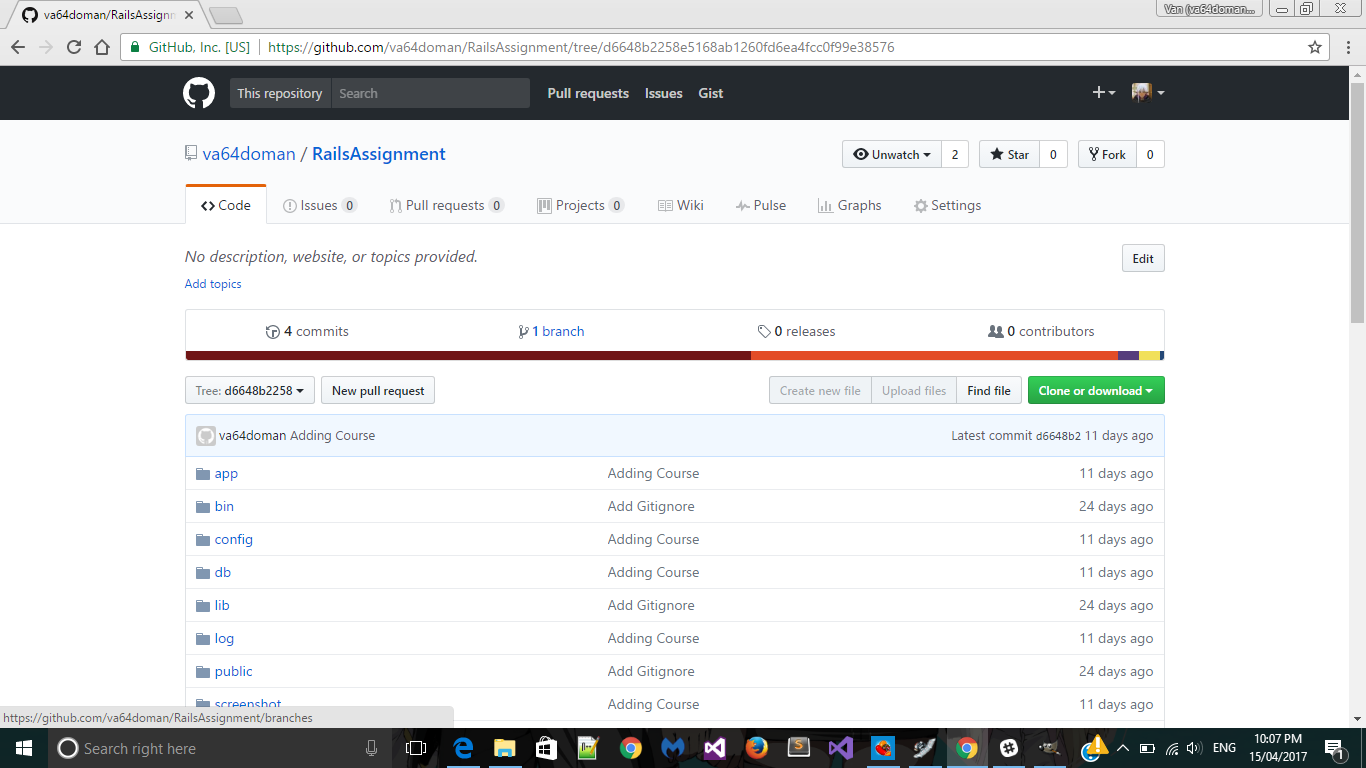 va64doman/RailsAssignm
Van (va64doman...
GitHub, Inc. [US] https://github.com/va64doman/RailsAssignment/tree/d6648b2258e5168ab1260fd6ea4fcc0f99e38576
This repository Search Pull requests Issues Gist
va64doman / RailsAssignment
Unwatch 2 Star 0 Fork 0
Code Issues 0 Pull requests 0 Projects 0 Wiki Pulse Graphs Settings
No description, website, or topics provided. Edit
Add topics
4 commits 1 branch 0 releases 0 contributors
Tree: d6648b2258 New pull request Create new file Upload files Find file Clone or download
va64doman Adding Course Latest commit d6648b2 11 days ago
app Adding Course 11 days ago
bin Add Gitignore 24 days ago
config Adding Course 11 days ago
db Adding Course 11 days ago
lib Add Gitignore 24 days ago
log Adding Course 11 days ago
public Add Gitignore 24 days ago
screenshot Adding Course 11 days ago
https://github.com/va64doman/RailsAssignment/branches
Search right here ENG 10:07 PM
15/04/2017 1